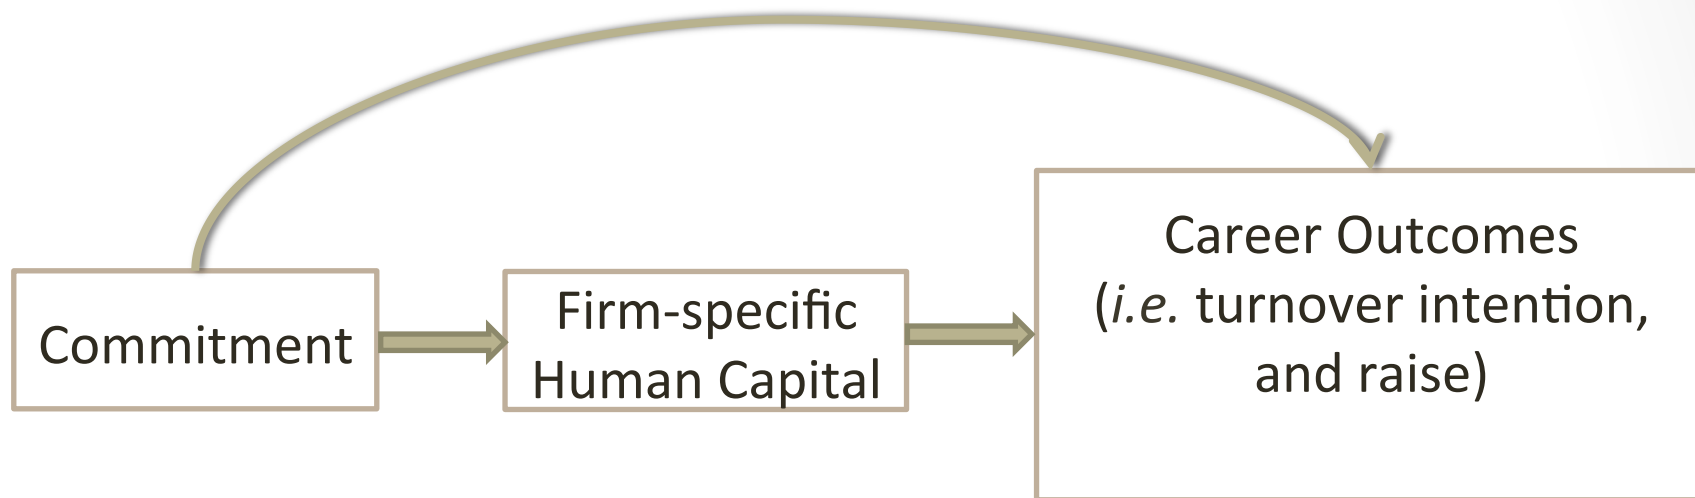 Commitment
Firm-specific
Human Capital
Career Outcomes
(i.e. turnover intention,
and raise)